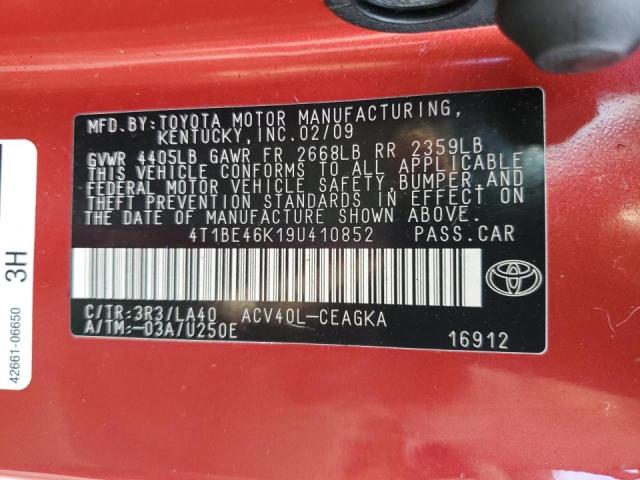 MFD.BY:TOYOTA MOTOR MANUFACTURING,
KENTUCKY,INC.02/09
GVWR 4405LB GAWR FR 2668LB RR 2359LB
THIS VEHICLE CONFORMS TO ALL APPLICABLE
FEDERAL MOTOR VEHICLE SAFETY,BUMPER,AND
THEFT PREVENTION STANDARDS IN EFFECT ON
THE DATE OF MANUFACTURE SHOWN ABOVE.
4T1BE46K19U410852 PASS.CAR
C/TR:3R3/LA40 ACV40L-CEAGKA
A/TM:-03A/U250E
16912
42661-06650
3H